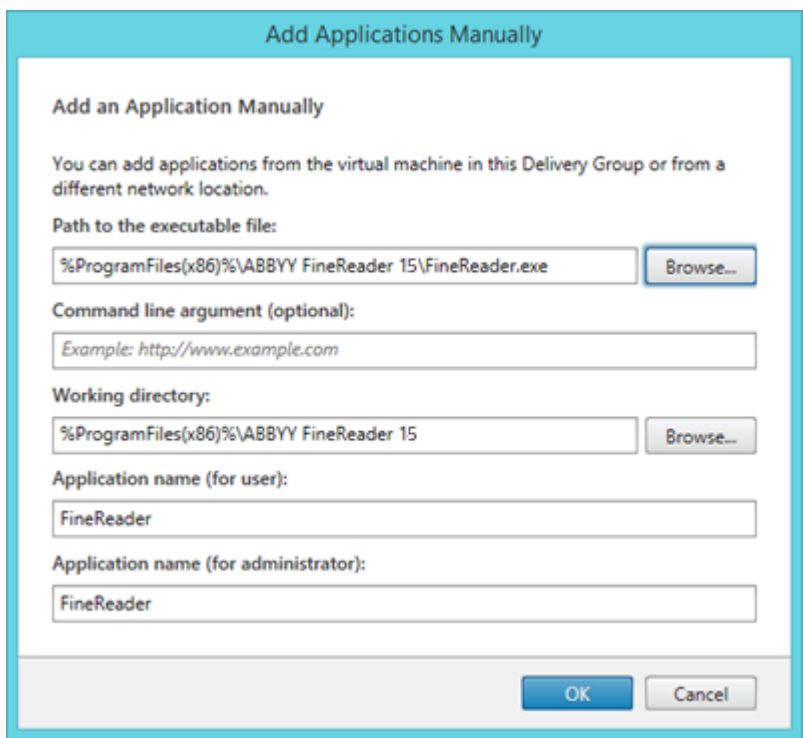 Add Applications Manually
Add an Application Manually
You can add applications from the virtual machine in this Delivery Group or from a
different network location.
Path to the executable file:
%ProgramFiles(x86)%\ABBYY FineReader 15\FineReader.exe
Browse...
Command line argument (optional):
Example: http://www.example.com
Working directory:
%ProgramFiles(x86)%\ABBYY FineReader 15
Browse...
Application name (for user):
FineReader
Application name (for administrator):
FineReader
OK
Cancel